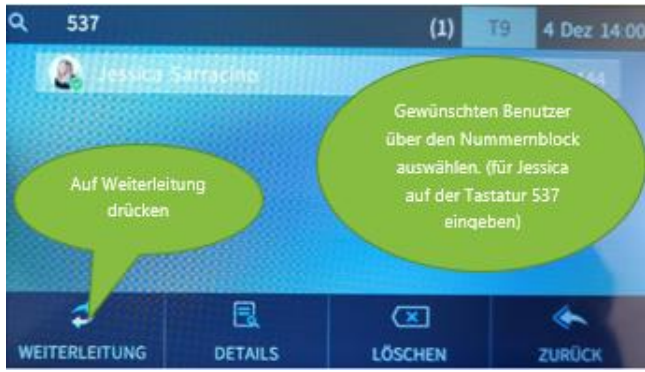 537 (1) T9 4 Dez 14:00
Jessica Sarracino
Gewünschten Benutzer
über den Nummernblock
auswählen. (für Jessica
auf der Tastatur 537
eingeben)
Auf Weiterleitung
drücken
WEITERLEITUNG DETAILS LÖSCHEN ZURÜCK